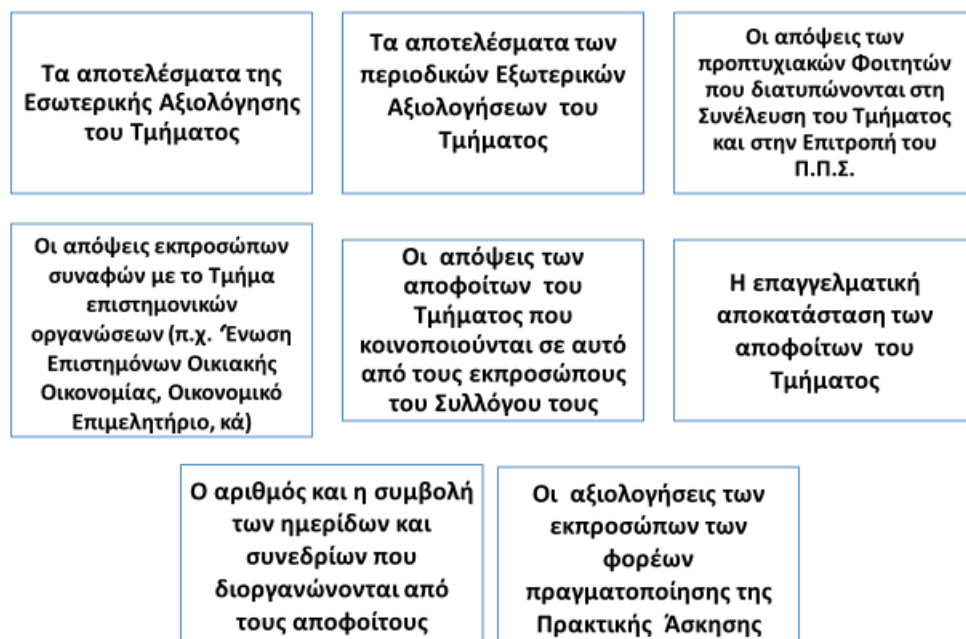 Τα αποτελέσματα της
Εσωτερικής Αξιολόγησης
του Τμήματος
Τα αποτελέσματα των
περιοδικών Εξωτερικών
Αξιολογήσεων του
Τμήματος
Οι απόψεις των
προπτυχιακών Φοιτητών
που διατυπώνονται στη
Συνέλευση του Τμήματος
και στην Επιτροπή του
Π.Π.Σ.
Οι απόψεις εκπροσώπων
συναφών με το Τμήμα
επιστημονικών
οργανώσεων (π.χ. Ένωση
Επιστημόνων Οικιακής
Οικονομίας, Οικονομικό
Επιμελητήριο, κά)
Οι απόψεις των
αποφοίτων του
Τμήματος που
κοινοποιούνται σε αυτό
από τους εκπροσώπους
του Συλλόγου τους
Η επαγγελματική
αποκατάσταση των
αποφοίτων του
Τμήματος
Ο αριθμός και η συμβολή
των ημερίδων και
συνεδρίων που
διοργανώνονται από
τους αποφοίτους
Οι αξιολογήσεις των
εκπροσώπων των
φορέων
πραγματοποίησης της
Πρακτικής Άσκησης